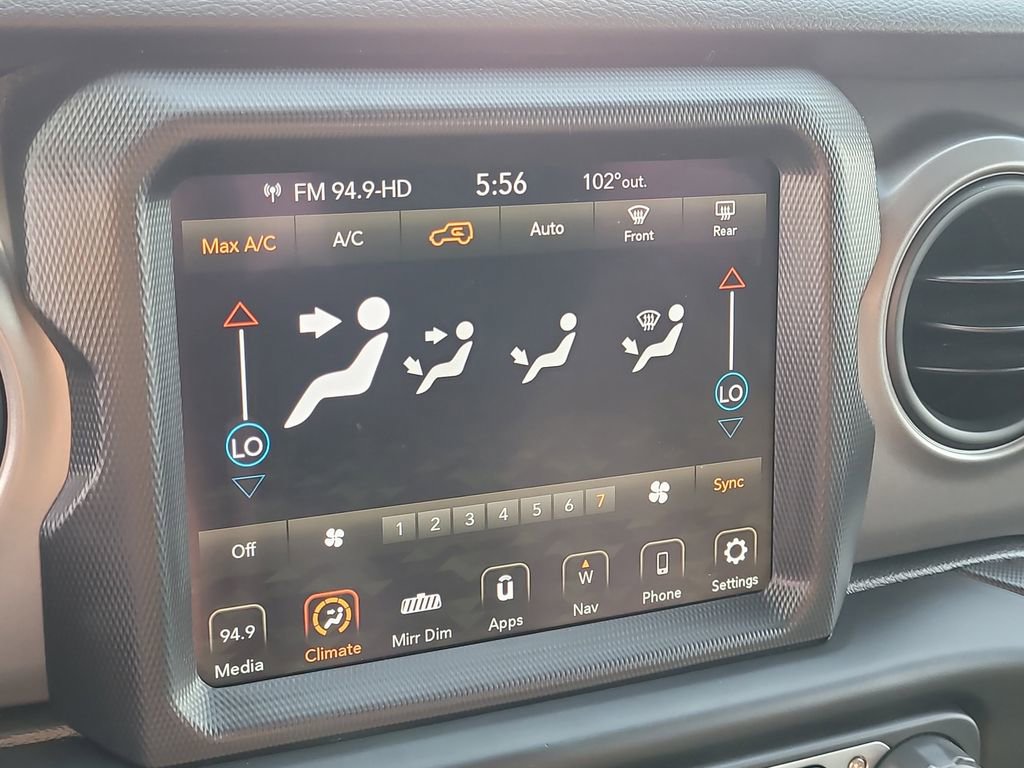 FM 94.9-HD 5:56 102°out.
Max A/C A/C Auto Front Rear
LO LO
Off 1 2 3 4 5 6 7 Sync
94.9 W
Media Climate Mirr Dim Apps Nav Phone Settings